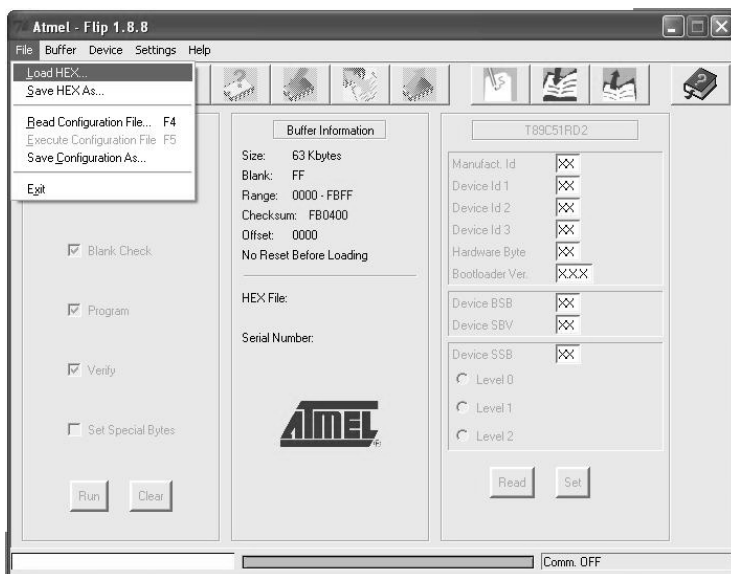 Atmel - Flip 1.8.8
File Buffer Device Settings Help
Load HEX...
Save HEX As...
Read Configuration File... F4
Execute Configuration File F5
Save Configuration As...
Exit
Blank Check
Program
Verify
Set Special Bytes
Run Clear
Buffer Information
Size: 63 Kbytes
Blank: FF
Range: 0000 - FBFF
Checksum: FB0400
Offset: 0000
No Reset Before Loading
HEX File:
Serial Number:
ATMEL®
T89C51RD2
Manufact. Id XX
Device Id 1 XX
Device Id 2 XX
Device Id 3 XX
Hardware Byte XX
Bootloader Ver. XXX
Device BSB XX
Device SBV XX
Device SSB XX
Level 0
Level 1
Level 2
Read Set
Comm. OFF